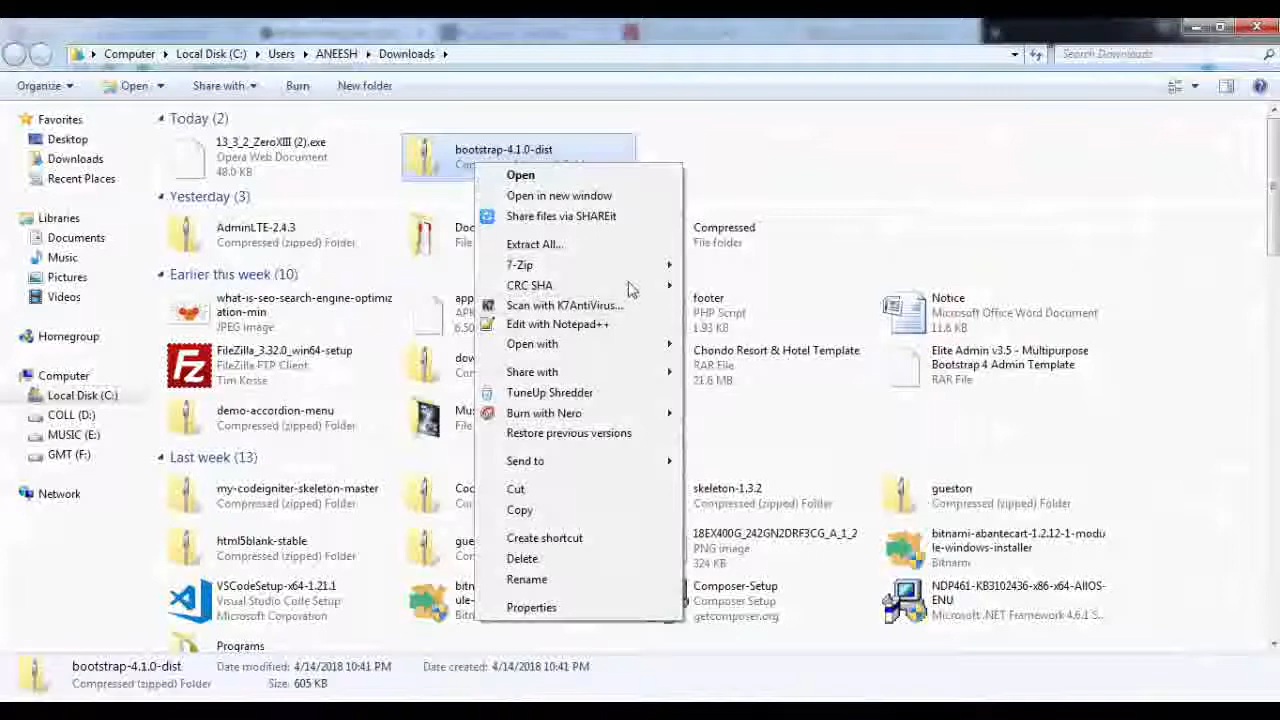 Computer Local Disk (C:) Users ANEESH Downloads
Search Downloads
Organize Open Share with Burn New folder
Favorites
Desktop
Downloads
Recent Places
Libraries
Documents
Music
Pictures
Videos
Homegroup
Computer
Local Disk (C:)
COLL (D:)
MUSIC (E:)
GMT (F:)
Network
Today (2)
13_3_2_ZeroXIII (2).exe
Opera Web Document
48.0 KB
bootstrap-4.1.0-dist
Yesterday (3)
AdminLTE-2.4.3
Compressed (zipped) Folder
Compressed
File folder
Earlier this week (10)
what-is-seo-search-engine-optimiz
ation-min
JPEG image
footer
PHP Script
1.93 KB
Notice
Microsoft Office Word Document
11.6 KB
FileZilla_3.32.0_win64-setup
FileZilla FTP Client
Tim Kosse
Chondo Resort & Hotel Template
RAR File
21.6 MB
Elite Admin v3.5 - Multipurpose
Bootstrap 4 Admin Template
RAR File
demo-accordion-menu
Compressed (zipped) Folder
Last week (13)
my-codeigniter-skeleton-master
Compressed (zipped) Folder
skeleton-1.3.2
Compressed (zipped) Folder
gueston
Compressed (zipped) Folder
html5blank-stable
Compressed (zipped) Folder
18EX400G_242GN2DRF3CG_A_1_2
PNG image
324 KB
bitnami-abantecart-1.2.12-1-modu
le-windows-installer
Bitnami
VSCodeSetup-x64-1.21.1
Visual Studio Code Setup
Microsoft Corporation
Composer-Setup
Composer Setup
getcomposer.org
NDP461-KB3102436-x86-x64-AllOS-
ENU
Microsoft .NET Framework 4.6.1 S...
Programs
Open
Open in new window
Share files via SHAREit
Extract All...
7-Zip
CRC SHA
Scan with K7AntiVirus...
Edit with Notepad++
Open with
Share with
TuneUp Shredder
Burn with Nero
Restore previous versions
Send to
Cut
Copy
Create shortcut
Delete
Rename
Properties
bootstrap-4.1.0-dist Date modified: 4/14/2018 10:41 PM Date created: 4/14/2018 10:41 PM
Compressed (zipped) Folder Size: 605 KB